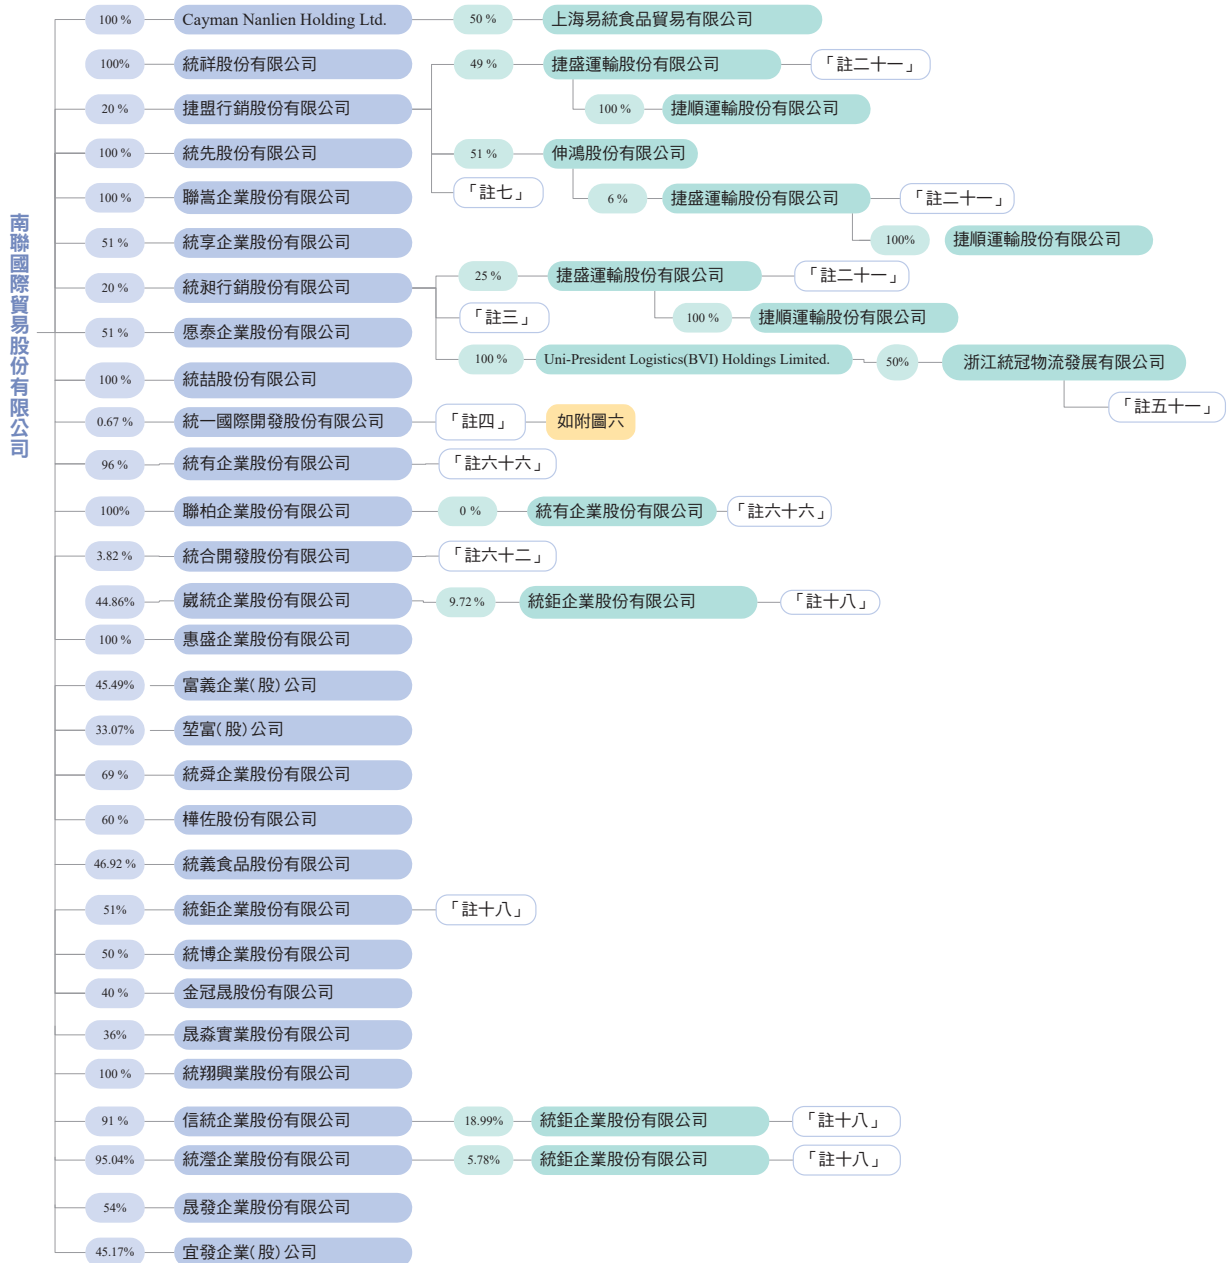 南聯國際貿易股份有限公司
100 % Cayman Nanlien Holding Ltd. 50 % 上海易統食品貿易有限公司
100% 統祥股份有限公司 49 % 捷盛運輸股份有限公司 「註二十一」
20 % 捷盟行銷股份有限公司 100 % 捷順運輸股份有限公司
100 % 統先股份有限公司 51 % 伸鴻股份有限公司
「註七」
100 % 聯嵩企業股份有限公司 6 % 捷盛運輸股份有限公司 「註二十一」
51 % 統享企業股份有限公司 100% 捷順運輸股份有限公司
20 % 統昶行銷股份有限公司 25 % 捷盛運輸股份有限公司 「註二十一」
「註三」 100 % 捷順運輸股份有限公司
51 % 愿泰企業股份有限公司
100 % Uni-President Logistics(BVI) Holdings Limited. 50% 浙江統冠物流發展有限公司
100 % 統喆股份有限公司
「註五十一」
0.67 % 統一國際開發股份有限公司 「註四」 如附圖六
96 % 統有企業股份有限公司 「註六十六」
100% 聯柏企業股份有限公司 0 % 統有企業股份有限公司 「註六十六」
3.82 % 統合開發股份有限公司 「註六十二」
44.86% 崴統企業股份有限公司 9.72 % 統鉅企業股份有限公司 「註十八」
100 % 惠盛企業股份有限公司
45.49% 富義企業(股)公司
33.07% 堃富(股)公司
69 % 統舜企業股份有限公司
60 % 樺佐股份有限公司
46.92 % 統義食品股份有限公司
51% 統鉅企業股份有限公司 「註十八」
50 % 統博企業股份有限公司
40 % 金冠晟股份有限公司
36% 晟淼實業股份有限公司
100 % 統翔興業股份有限公司
91 % 信統企業股份有限公司 18.99% 統鉅企業股份有限公司 「註十八」
95.04% 統瀅企業股份有限公司 5.78% 統鉅企業股份有限公司 「註十八」
54% 晟發企業股份有限公司
45.17% 宜發企業(股)公司